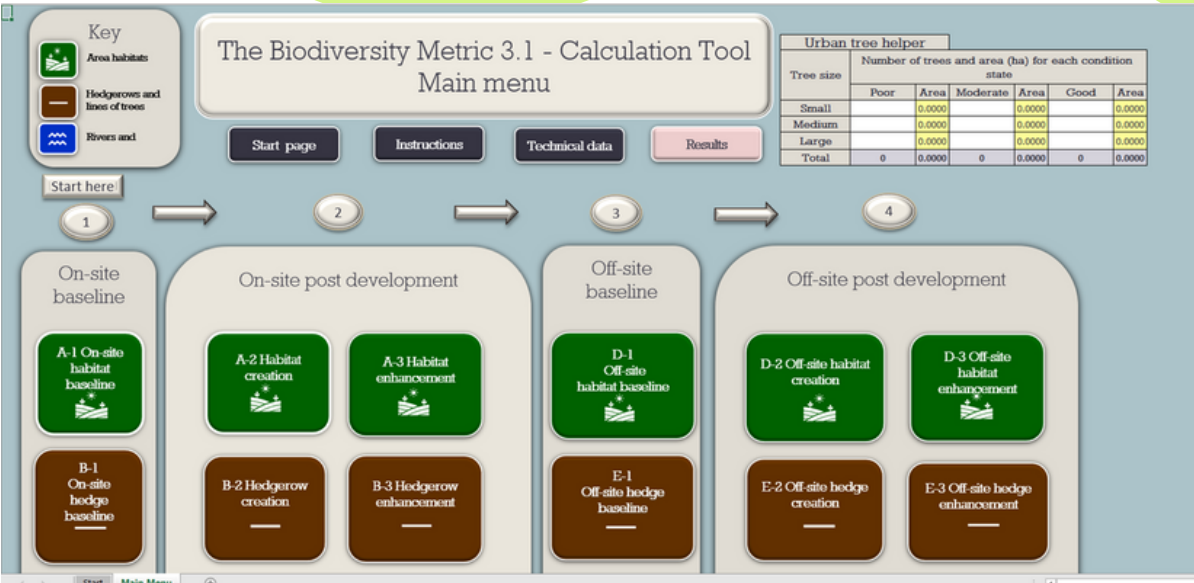 Key
Area habitats
Hedgerows and
lines of trees
Rivers and
The Biodiversity Metric 3.1 - Calculation Tool
Main menu
Start page
Instructions
Technical data
Results
Urban tree helper
Tree size
Number of trees and area (ha) for each condition
state
Poor Area Moderate Area Good Area
Small 0.0000 0.0000 0.0000
Medium 0.0000 0.0000 0.0000
Large 0.0000 0.0000 0.0000
Total 0 0.0000 0 0.0000 0 0.0000
Start here
1
2
3
4
On-site
baseline
On-site post development
Off-site
baseline
Off-site post development
A-1 On-site
habitat
baseline
A-2 Habitat
creation
A-3 Habitat
enhancement
D-1
Off-site
habitat baseline
D-2 Off-site habitat
creation
D-3 Off-site
habitat
enhancement
B-1
On-site
hedge
baseline
B-2 Hedgerow
creation
B-3 Hedgerow
enhancement
E-1
Off-site hedge
baseline
E-2 Off-site hedge
creation
E-3 Off-site hedge
enhancement
Start
Main Menu